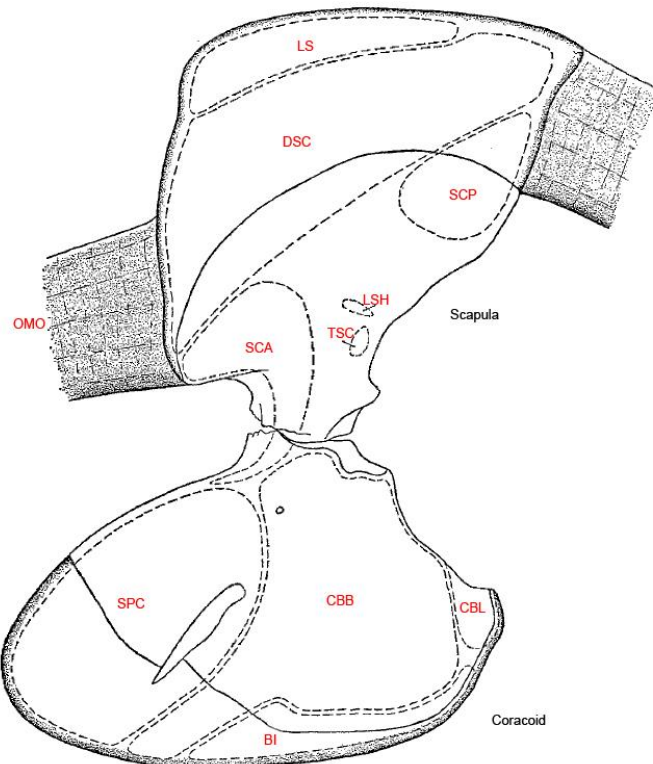 LS
DSC
SCP
LSH
OMO
Scapula
TSC
SCA
SPC
CBB
CBL
Coracoid
BI